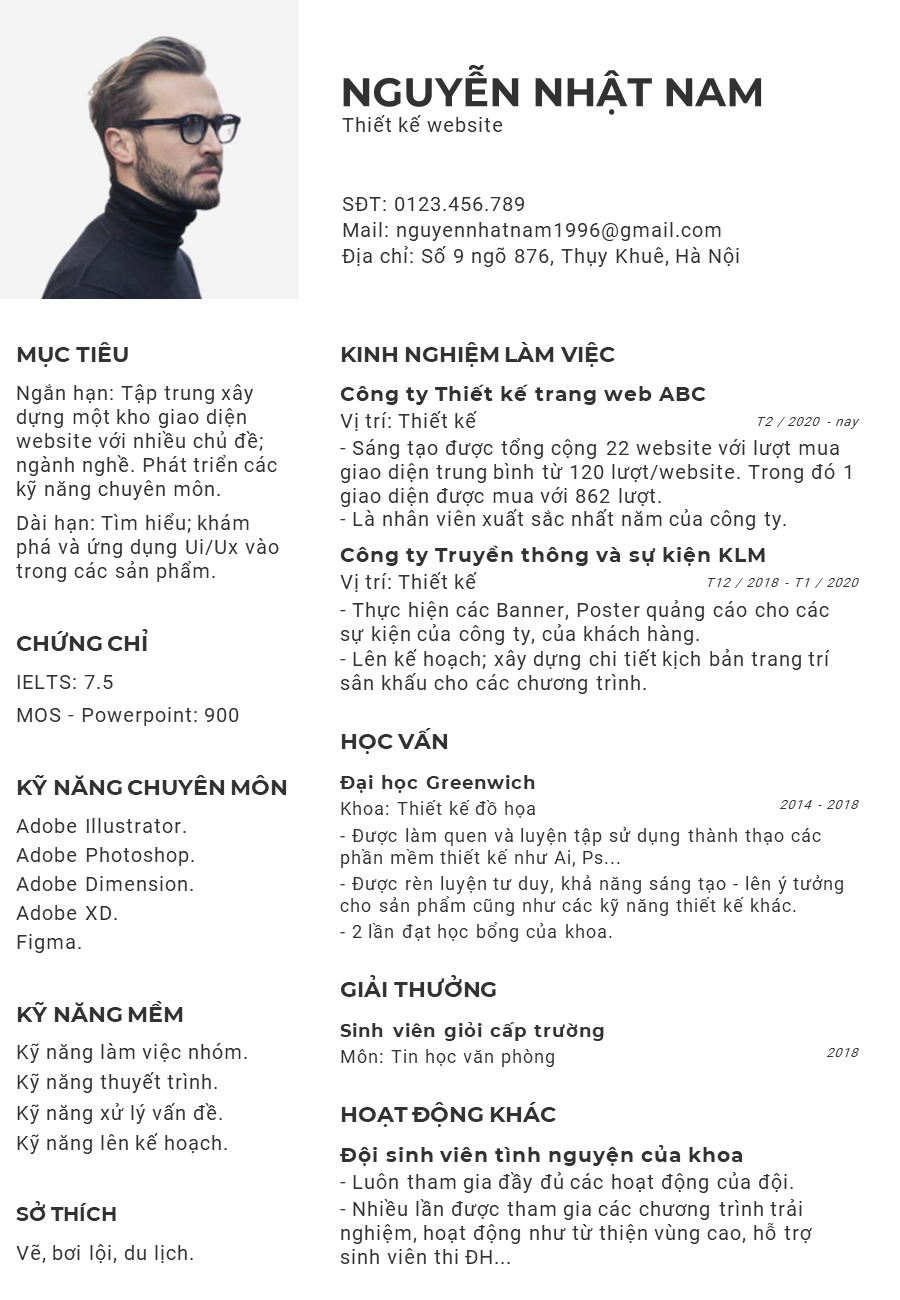 NGUYỄN NHẬT NAM
Thiết kế website
SĐT: 0123.456.789
Mail: nguyennhatnam1996@gmail.com
Địa chỉ: Số 9 ngõ 876, Thụy Khuê, Hà Nội
MỤC TIÊU
Ngắn hạn: Tập trung xây
dựng một kho giao diện
website với nhiều chủ đề;
ngành nghề. Phát triển các
kỹ năng chuyên môn.
Dài hạn: Tìm hiểu; khám
phá và ứng dụng Ui/Ux vào
trong các sản phẩm.
CHỨNG CHỈ
IELTS: 7.5
MOS - Powerpoint: 900
KỸ NĂNG CHUYÊN MÔN
Adobe Illustrator.
Adobe Photoshop.
Adobe Dimension.
Adobe XD.
Figma.
KỸ NĂNG MỀM
Kỹ năng làm việc nhóm.
Kỹ năng thuyết trình.
Kỹ năng xử lý vấn đề.
Kỹ năng lên kế hoạch.
SỞ THÍCH
Vẽ, bơi lội, du lịch.
KINH NGHIỆM LÀM VIỆC
Công ty Thiết kế trang web ABC
Vị trí: Thiết kế T2 / 2020 - nay
- Sáng tạo được tổng cộng 22 website với lượt mua
giao diện trung bình từ 120 lượt/website. Trong đó 1
giao diện được mua với 862 lượt.
- Là nhân viên xuất sắc nhất năm của công ty.
Công ty Truyền thông và sự kiện KLM
Vị trí: Thiết kế T12 / 2018 - T1 / 2020
- Thực hiện các Banner, Poster quảng cáo cho các
sự kiện của công ty, của khách hàng.
- Lên kế hoạch; xây dựng chi tiết kịch bản trang trí
sân khấu cho các chương trình.
HỌC VẤN
Đại học Greenwich
Khoa: Thiết kế đồ họa 2014 - 2018
- Được làm quen và luyện tập sử dụng thành thạo các
phần mềm thiết kế như Ai, Ps...
- Được rèn luyện tư duy, khả năng sáng tạo - lên ý tưởng
cho sản phẩm cũng như các kỹ năng thiết kế khác.
- 2 lần đạt học bổng của khoa.
GIẢI THƯỞNG
Sinh viên giỏi cấp trường
Môn: Tin học văn phòng 2018
HOẠT ĐỘNG KHÁC
Đội sinh viên tình nguyện của khoa
- Luôn tham gia đầy đủ các hoạt động của đội.
- Nhiều lần được tham gia các chương trình trải
nghiệm, hoạt động như từ thiện vùng cao, hỗ trợ
sinh viên thi ĐH...